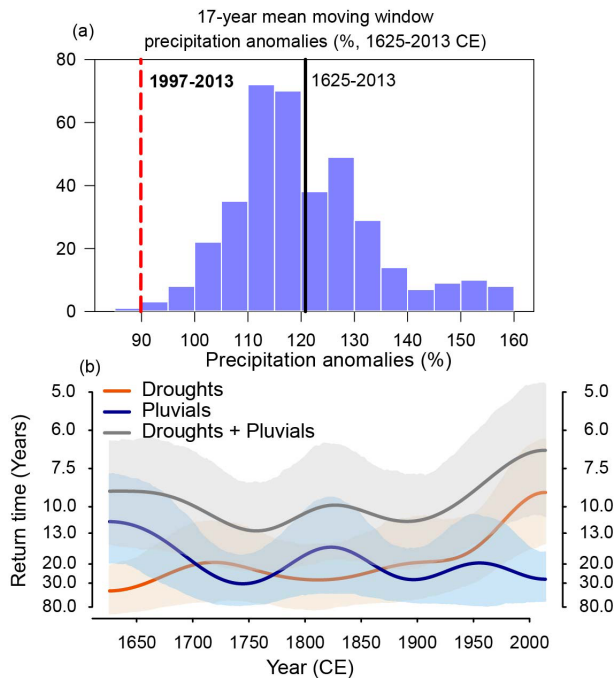 17-year mean moving window
(a) precipitation anomalies (%, 1625-2013 CE)
80
60
40
20
0
1997-2013
1625-2013
90 100 110 120 130 140 150 160
Precipitation anomalies (%)
(b)
Droughts
Pluvials
Droughts + Pluvials
Return time (Years)
5.0 5.0
6.0 6.0
7.5 7.5
10.0 10.0
13.0 13.0
20.0 20.0
30.0 30.0
80.0 80.0
1650 1700 1750 1800 1850 1900 1950 2000
Year (CE)